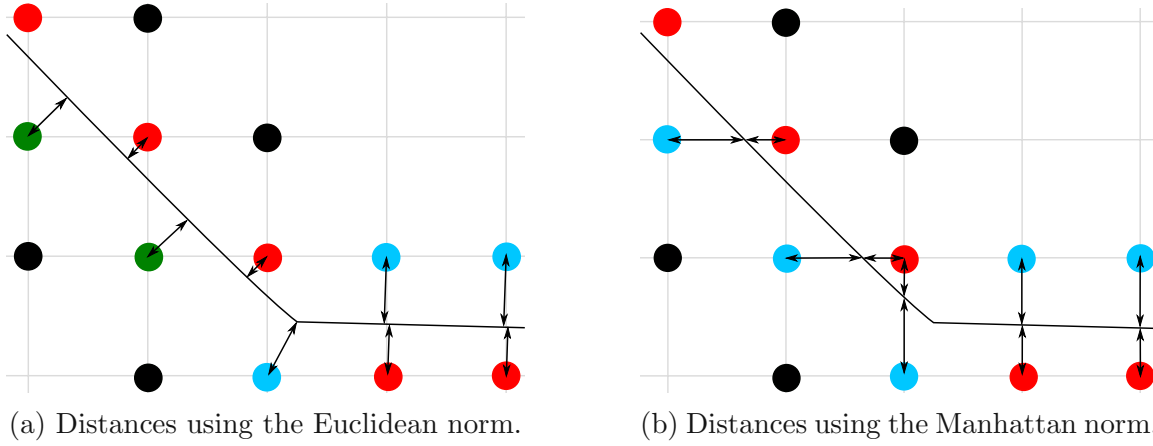 (a) Distances using the Euclidean norm.
(b) Distances using the Manhattan norm.